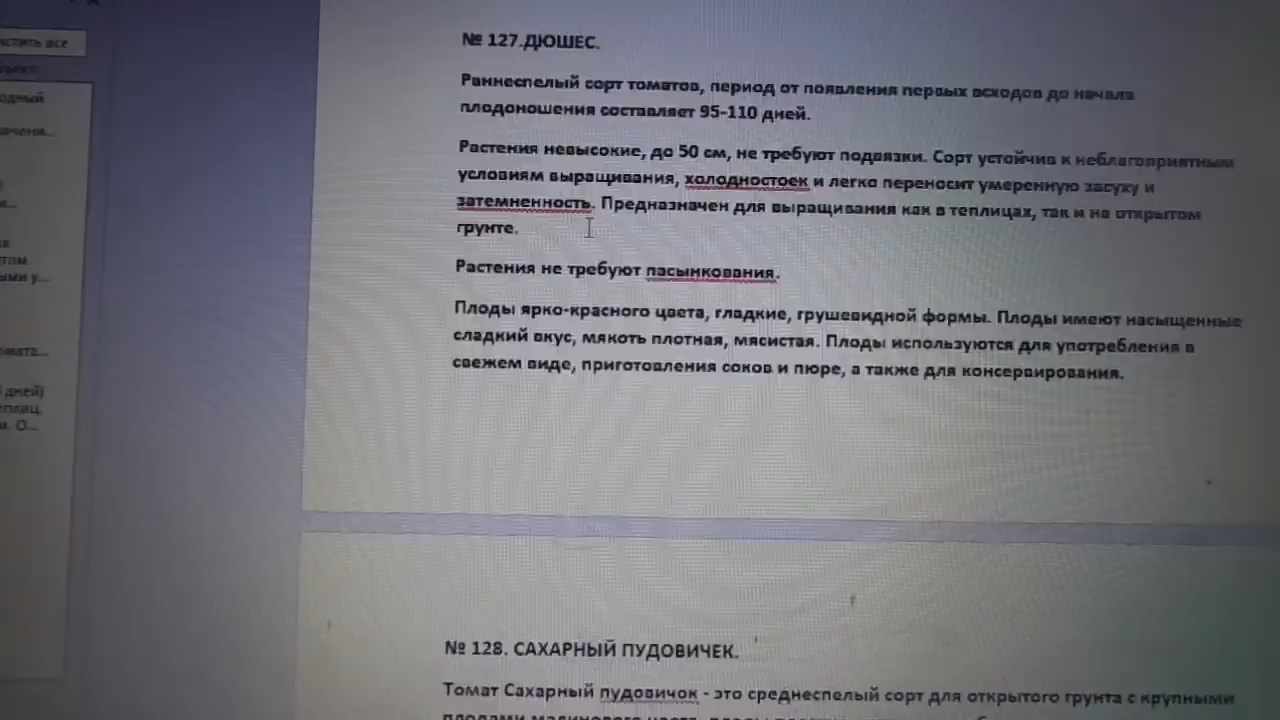 № 127.ДЮШЕС.
Раннеспелый сорт томатов, период от появления первых всходов до начала
плодоношения составляет 95-110 дней.
Растения невысокие, до 50 см, не требуют подвязки. Сорт устойчив к неблагоприятным
условиям выращивания, холодностоек и легко переносит умеренную засуху и
затемненность. Предназначен для выращивания как в теплицах, так и на открытом
грунте.
Растения не требуют пасынкования.
Плоды ярко-красного цвета, гладкие, грушевидной формы. Плоды имеют насыщенные
сладкий вкус, мякоть плотная, мясистая. Плоды используются для употребления в
свежем виде, приготовления соков и пюре, а также для консервирования.
№ 128. САХАРНЫЙ ПУДОВИЧЕК.
Томат Сахарный пудовичок - это среднеспелый сорт для открытого грунта с крупными